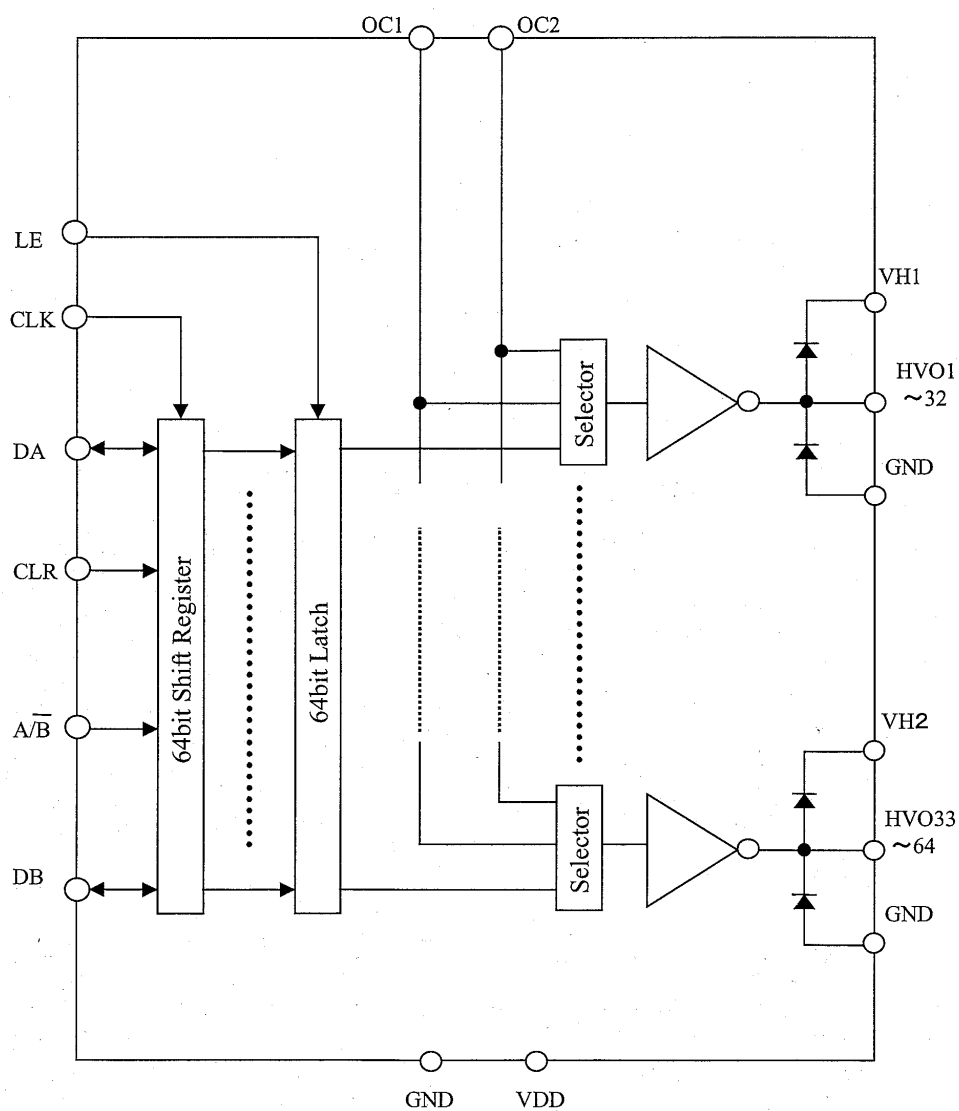 OC1
OC2
LE
CLK
DA
CLR
A/B̅
DB
64bit Shift Register
64bit Latch
Selector
Selector
VH1
HVO1
~32
GND
VH2
HVO33
~64
GND
GND
VDD